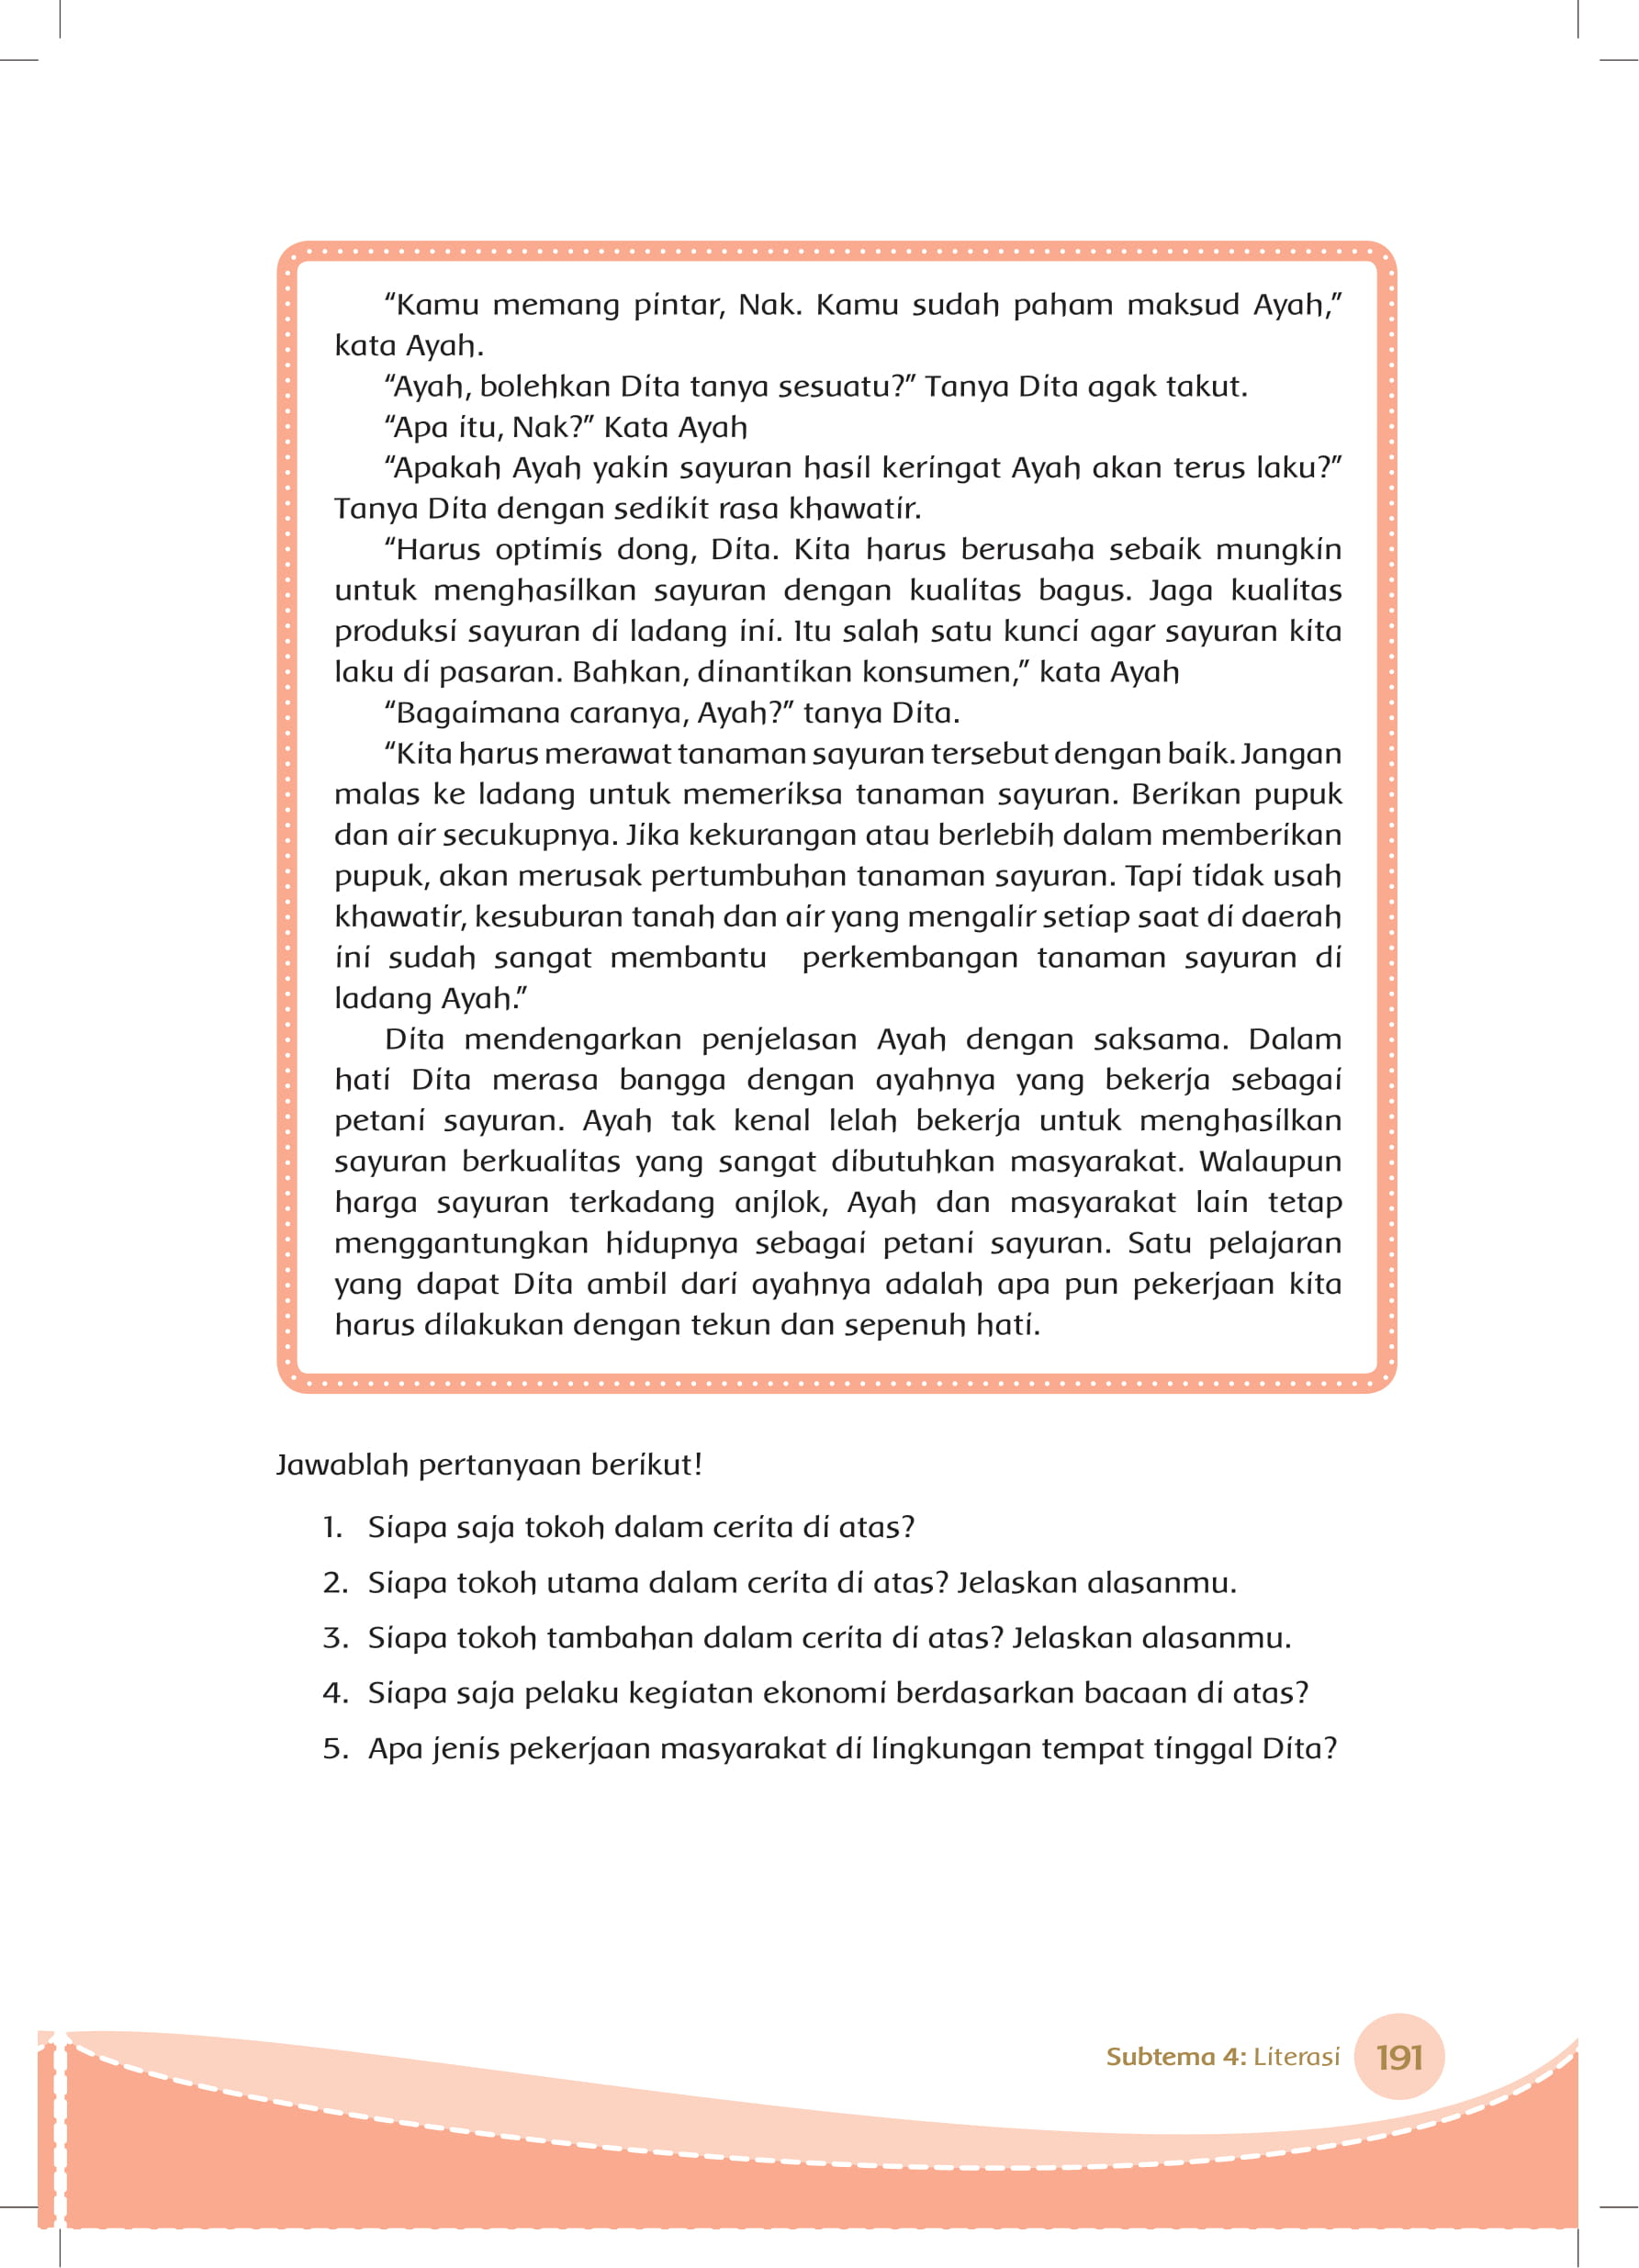 “Kamu memang pintar, Nak. Kamu sudah paham maksud Ayah,”
kata Ayah.
“Ayah, bolehkan Dita tanya sesuatu?” Tanya Dita agak takut.
“Apa itu, Nak?” Kata Ayah
“Apakah Ayah yakin sayuran hasil keringat Ayah akan terus laku?”
Tanya Dita dengan sedikit rasa khawatir.
“Harus optimis dong, Dita. Kita harus berusaha sebaik mungkin
untuk menghasilkan sayuran dengan kualitas bagus. Jaga kualitas
produksi sayuran di ladang ini. Itu salah satu kunci agar sayuran kita
laku di pasaran. Bahkan, dinantikan konsumen,” kata Ayah
“Bagaimana caranya, Ayah?” tanya Dita.
“Kita harus merawat tanaman sayuran tersebut dengan baik. Jangan
malas ke ladang untuk memeriksa tanaman sayuran. Berikan pupuk
dan air secukupnya. Jika kekurangan atau berlebih dalam memberikan
pupuk, akan merusak pertumbuhan tanaman sayuran. Tapi tidak usah
khawatir, kesuburan tanah dan air yang mengalir setiap saat di daerah
ini sudah sangat membantu perkembangan tanaman sayuran di
ladang Ayah.”
Dita mendengarkan penjelasan Ayah dengan saksama. Dalam
hati Dita merasa bangga dengan ayahnya yang bekerja sebagai
petani sayuran. Ayah tak kenal lelah bekerja untuk menghasilkan
sayuran berkualitas yang sangat dibutuhkan masyarakat. Walaupun
harga sayuran terkadang anjlok, Ayah dan masyarakat lain tetap
menggantungkan hidupnya sebagai petani sayuran. Satu pelajaran
yang dapat Dita ambil dari ayahnya adalah apa pun pekerjaan kita
harus dilakukan dengan tekun dan sepenuh hati.
Jawablah pertanyaan berikut!
1. Siapa saja tokoh dalam cerita di atas?
2. Siapa tokoh utama dalam cerita di atas? Jelaskan alasanmu.
3. Siapa tokoh tambahan dalam cerita di atas? Jelaskan alasanmu.
4. Siapa saja pelaku kegiatan ekonomi berdasarkan bacaan di atas?
5. Apa jenis pekerjaan masyarakat di lingkungan tempat tinggal Dita?
Subtema 4: Literasi 191